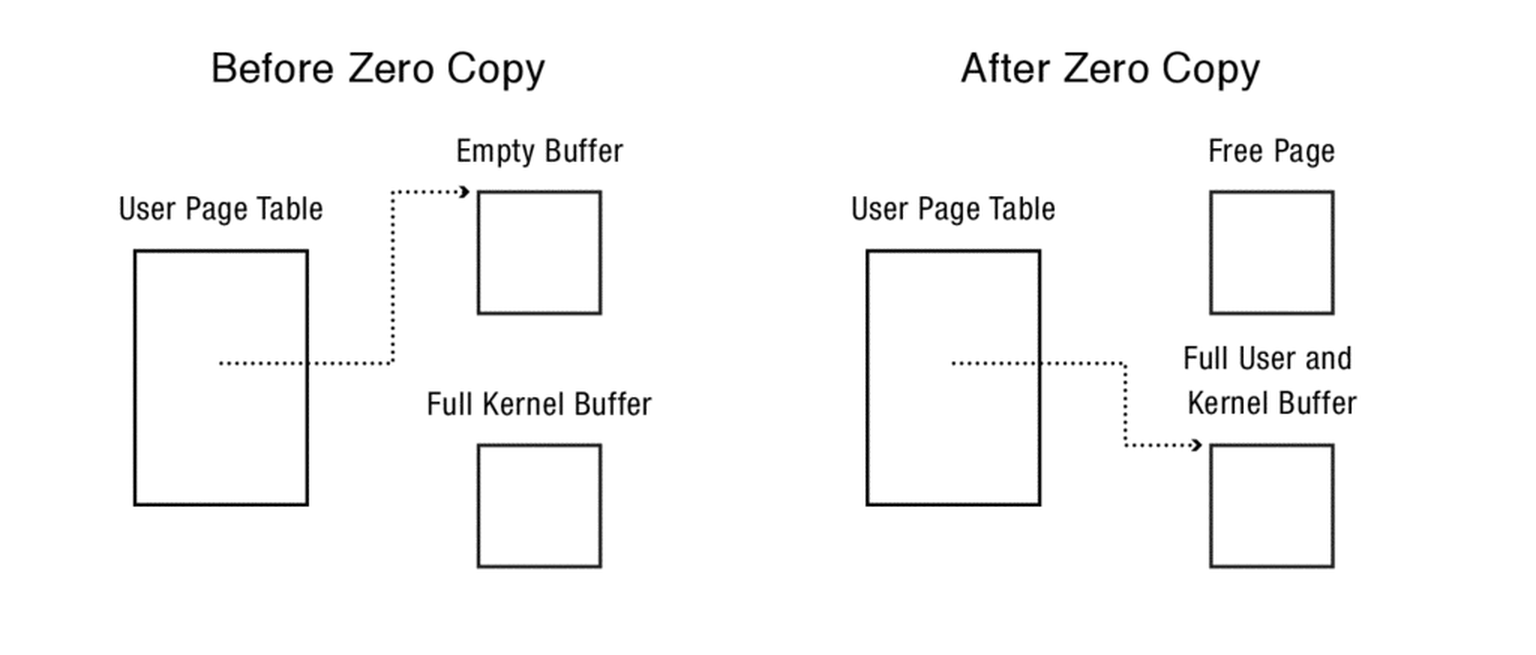 Before Zero Copy
Empty Buffer
User Page Table
Full Kernel Buffer
After Zero Copy
Free Page
User Page Table
Full User and
Kernel Buffer